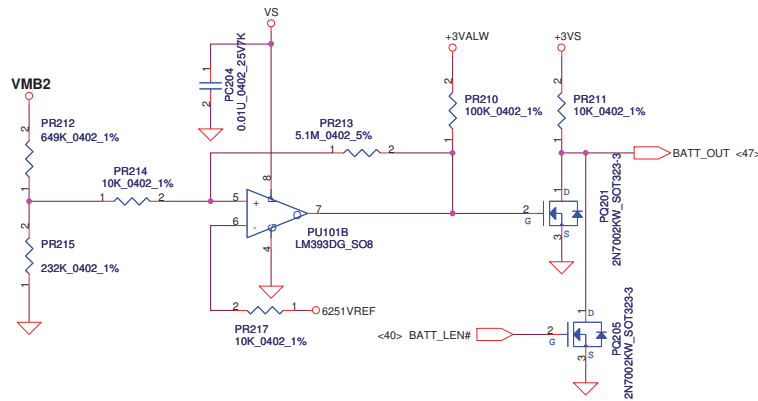 VS
+3VALW
+3VS
1
PC204
0.01U_0402_25V7K
2
VMB2
2
PR212
649K_0402_1%
1
PR213
5.1M_0402_5%
1
2
2
PR210
100K_0402_1%
1
2
PR211
10K_0402_1%
1
BATT_OUT <47>
PR214
10K_0402_1%
1
2
8
5
+
6
-
P
O
G
7
4
PU101B
LM393DG_SO8
2
G
1
D
S
3
PQ201
2N7002KW_SOT323-3
2
PR215
232K_0402_1%
1
2
1
6251VREF
PR217
10K_0402_1%
<40> BATT_LEN#
2
G
1
D
S
3
PQ205
2N7002KW_SOT323-3